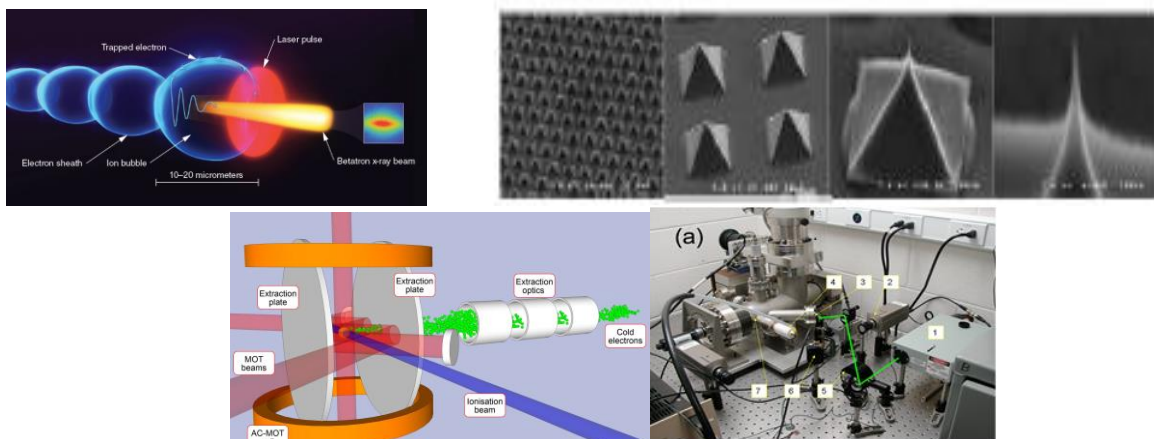 Trapped electron
Laser pulse
Electron sheath
Ion bubble
Betatron x-ray beam
10–20 micrometers
Extraction
plate
Extraction
plate
Extraction
optics
Cold
electrons
MOT
beams
Ionisation
beam
AC-MOT
(a)
4
3
2
1
7
6
5